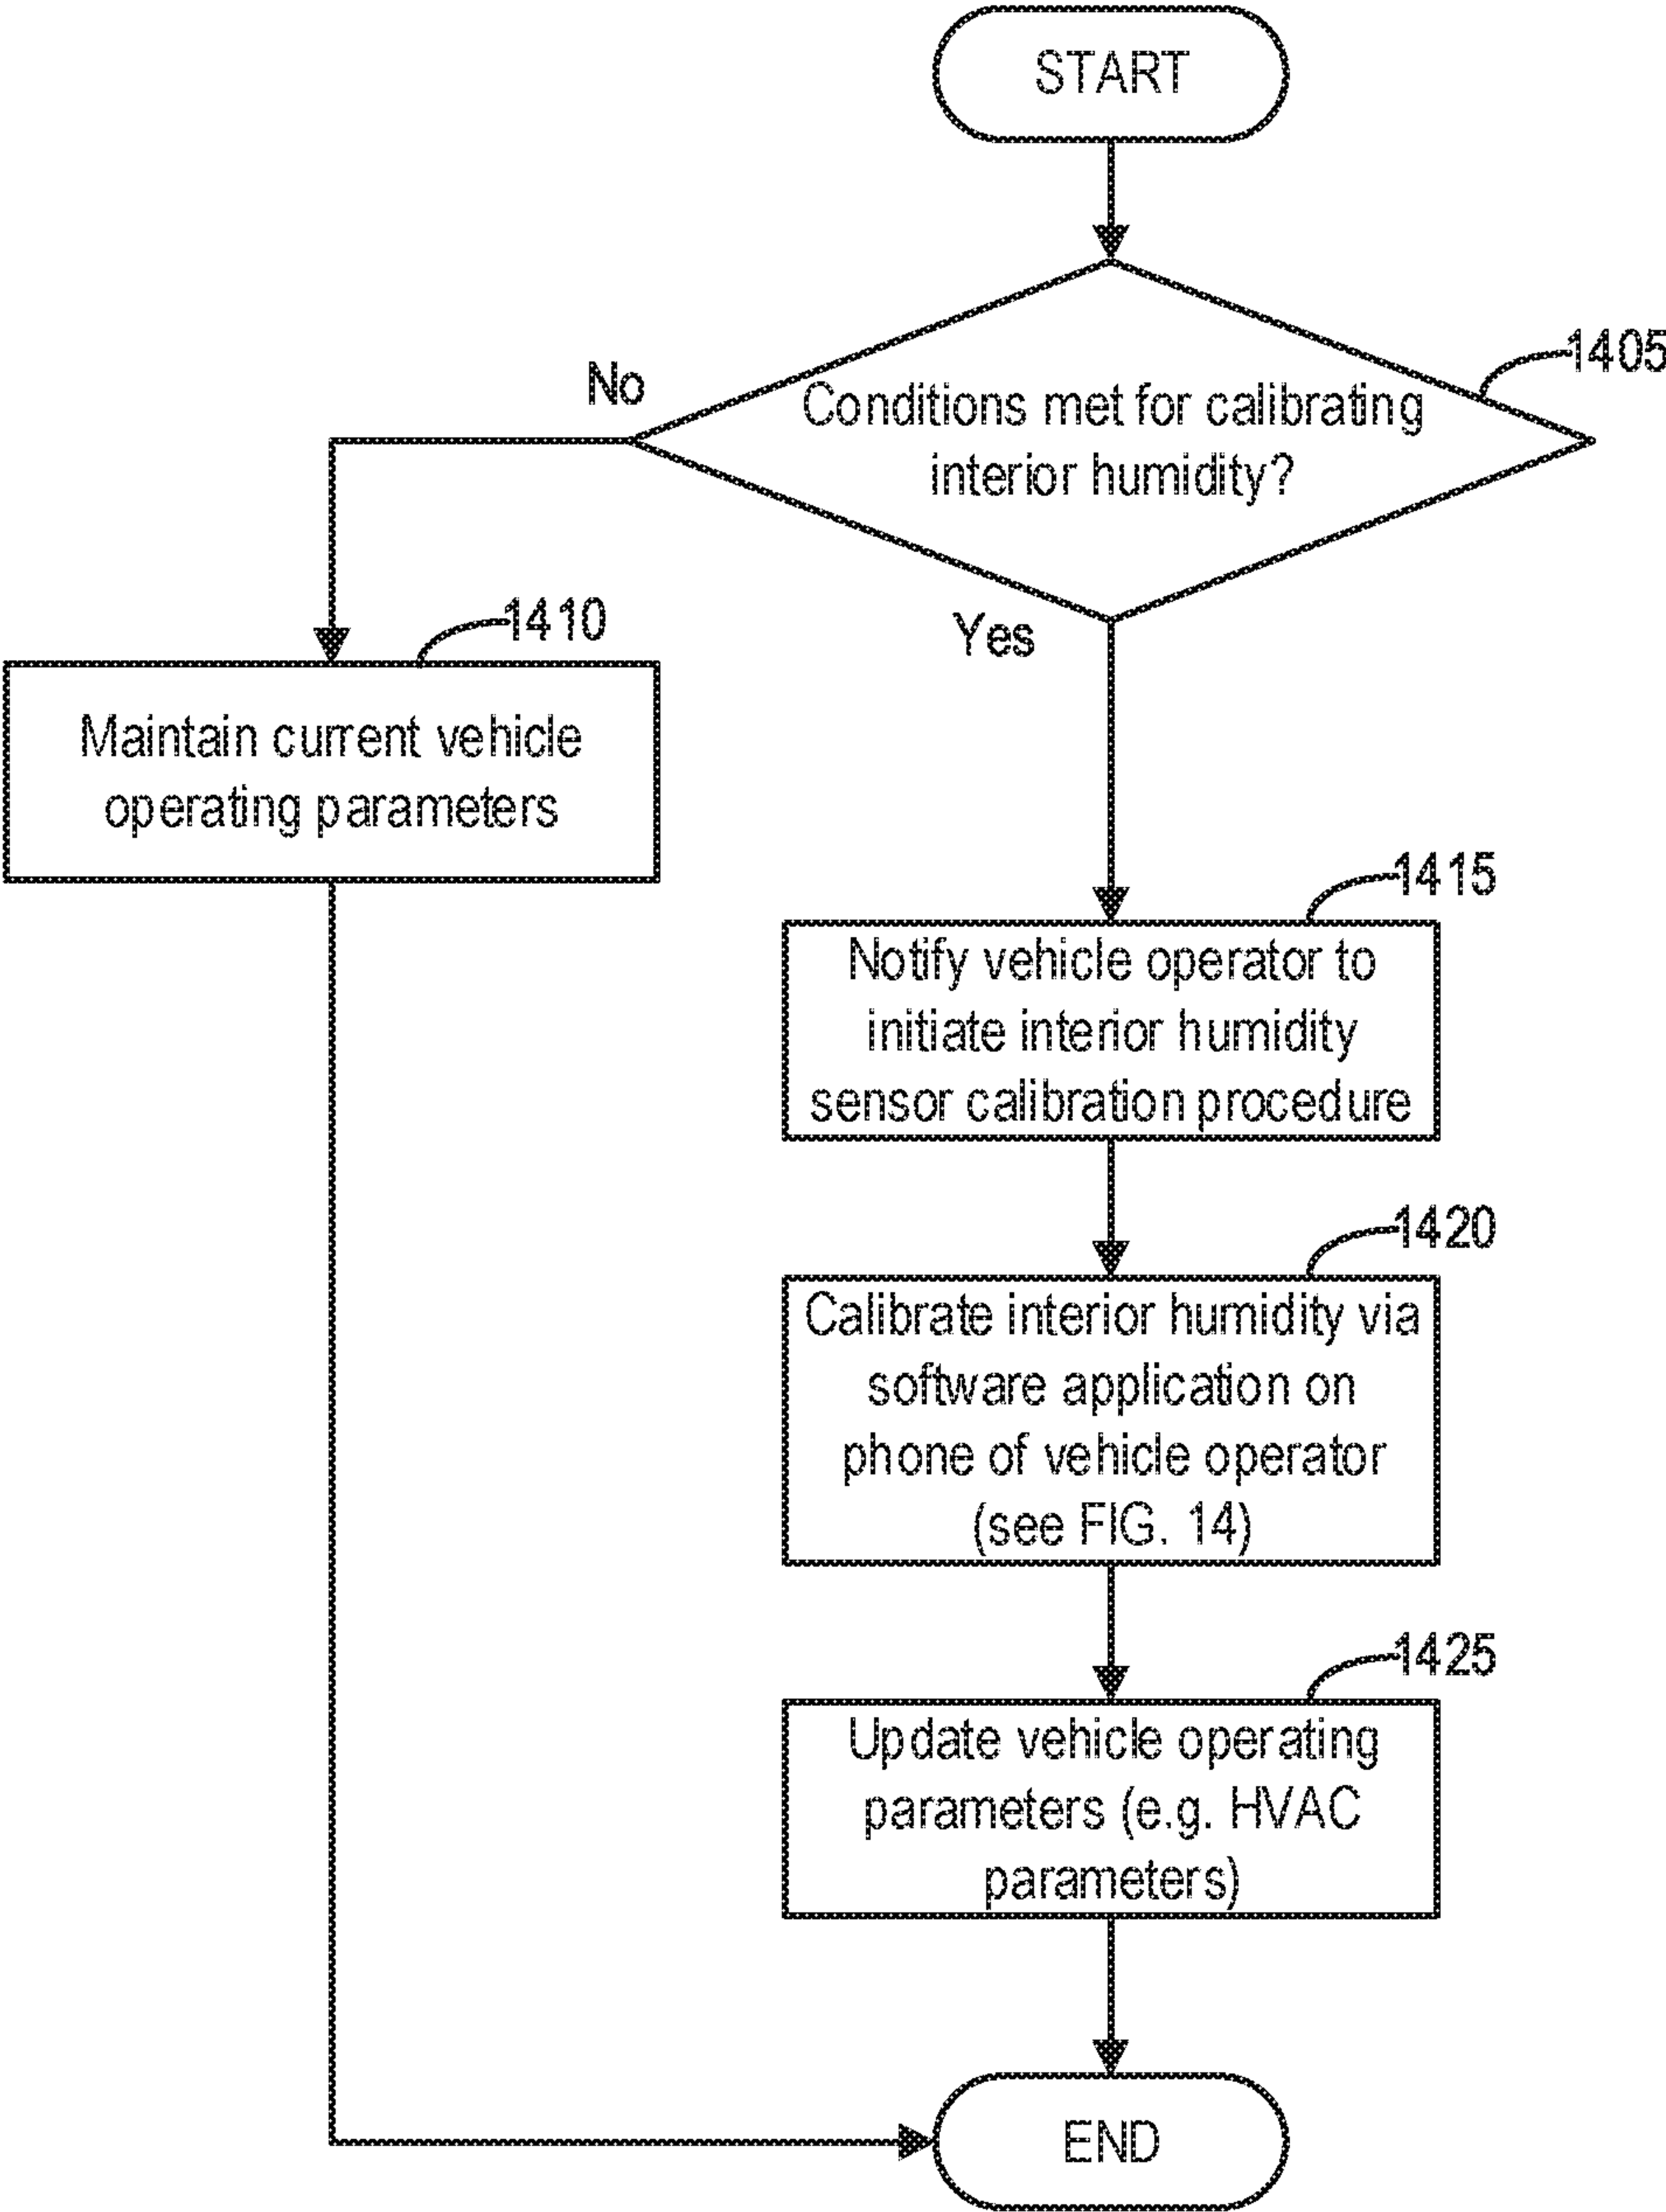 START
1405
No
Conditions met for calibrating
interior humidity?
Yes
1410
Maintain current vehicle
operating parameters
1415
Notify vehicle operator to
initiate interior humidity
sensor calibration procedure
1420
Calibrate interior humidity via
software application on
phone of vehicle operator
(see FIG. 14)
1425
Update vehicle operating
parameters (e.g. HVAC
parameters)
END